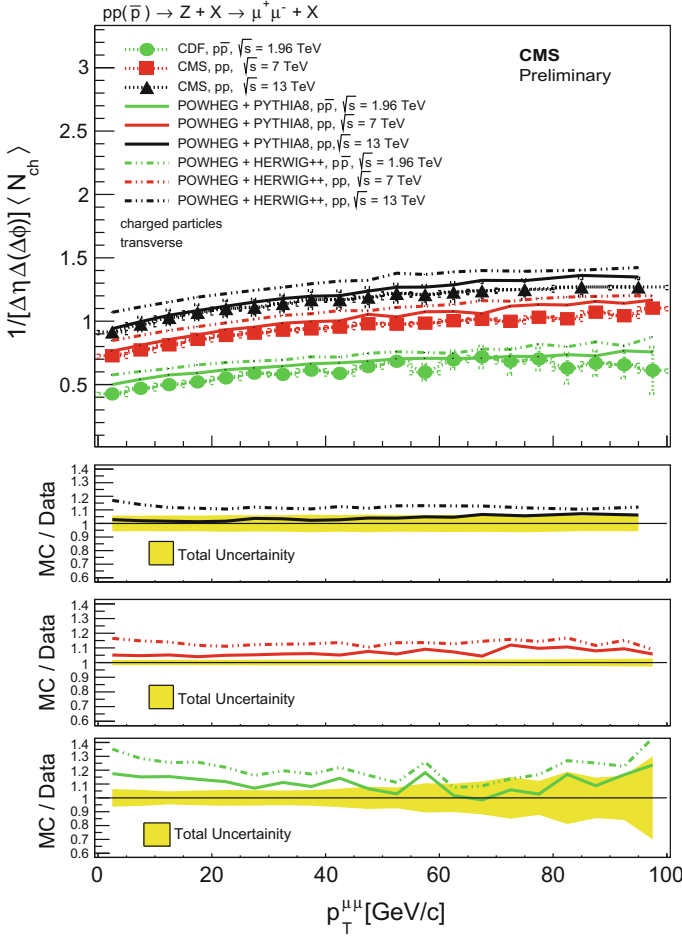 pp(p̅) → Z + X → μ⁺μ⁻ + X
CDF, pp̅, √s = 1.96 TeV
CMS, pp, √s = 7 TeV
CMS, pp, √s = 13 TeV
POWHEG + PYTHIA8, pp̅, √s = 1.96 TeV
POWHEG + PYTHIA8, pp, √s = 7 TeV
POWHEG + PYTHIA8, pp, √s = 13 TeV
POWHEG + HERWIG++, pp̅, √s = 1.96 TeV
POWHEG + HERWIG++, pp, √s = 7 TeV
POWHEG + HERWIG++, pp, √s = 13 TeV
CMS
Preliminary
charged particles
transverse
1/[Δη Δ(Δϕ)] ⟨ N_ch ⟩
3
2.5
2
1.5
1
0.5
MC / Data
1.4
1.3
1.2
1.1
1
0.9
0.8
0.7
0.6
Total Uncertainity
MC / Data
1.4
1.3
1.2
1.1
1
0.9
0.8
0.7
0.6
Total Uncertainity
MC / Data
1.4
1.3
1.2
1.1
1
0.9
0.8
0.7
0.6
Total Uncertainity
0 20 40 60 80 100
p_T^μμ [GeV/c]